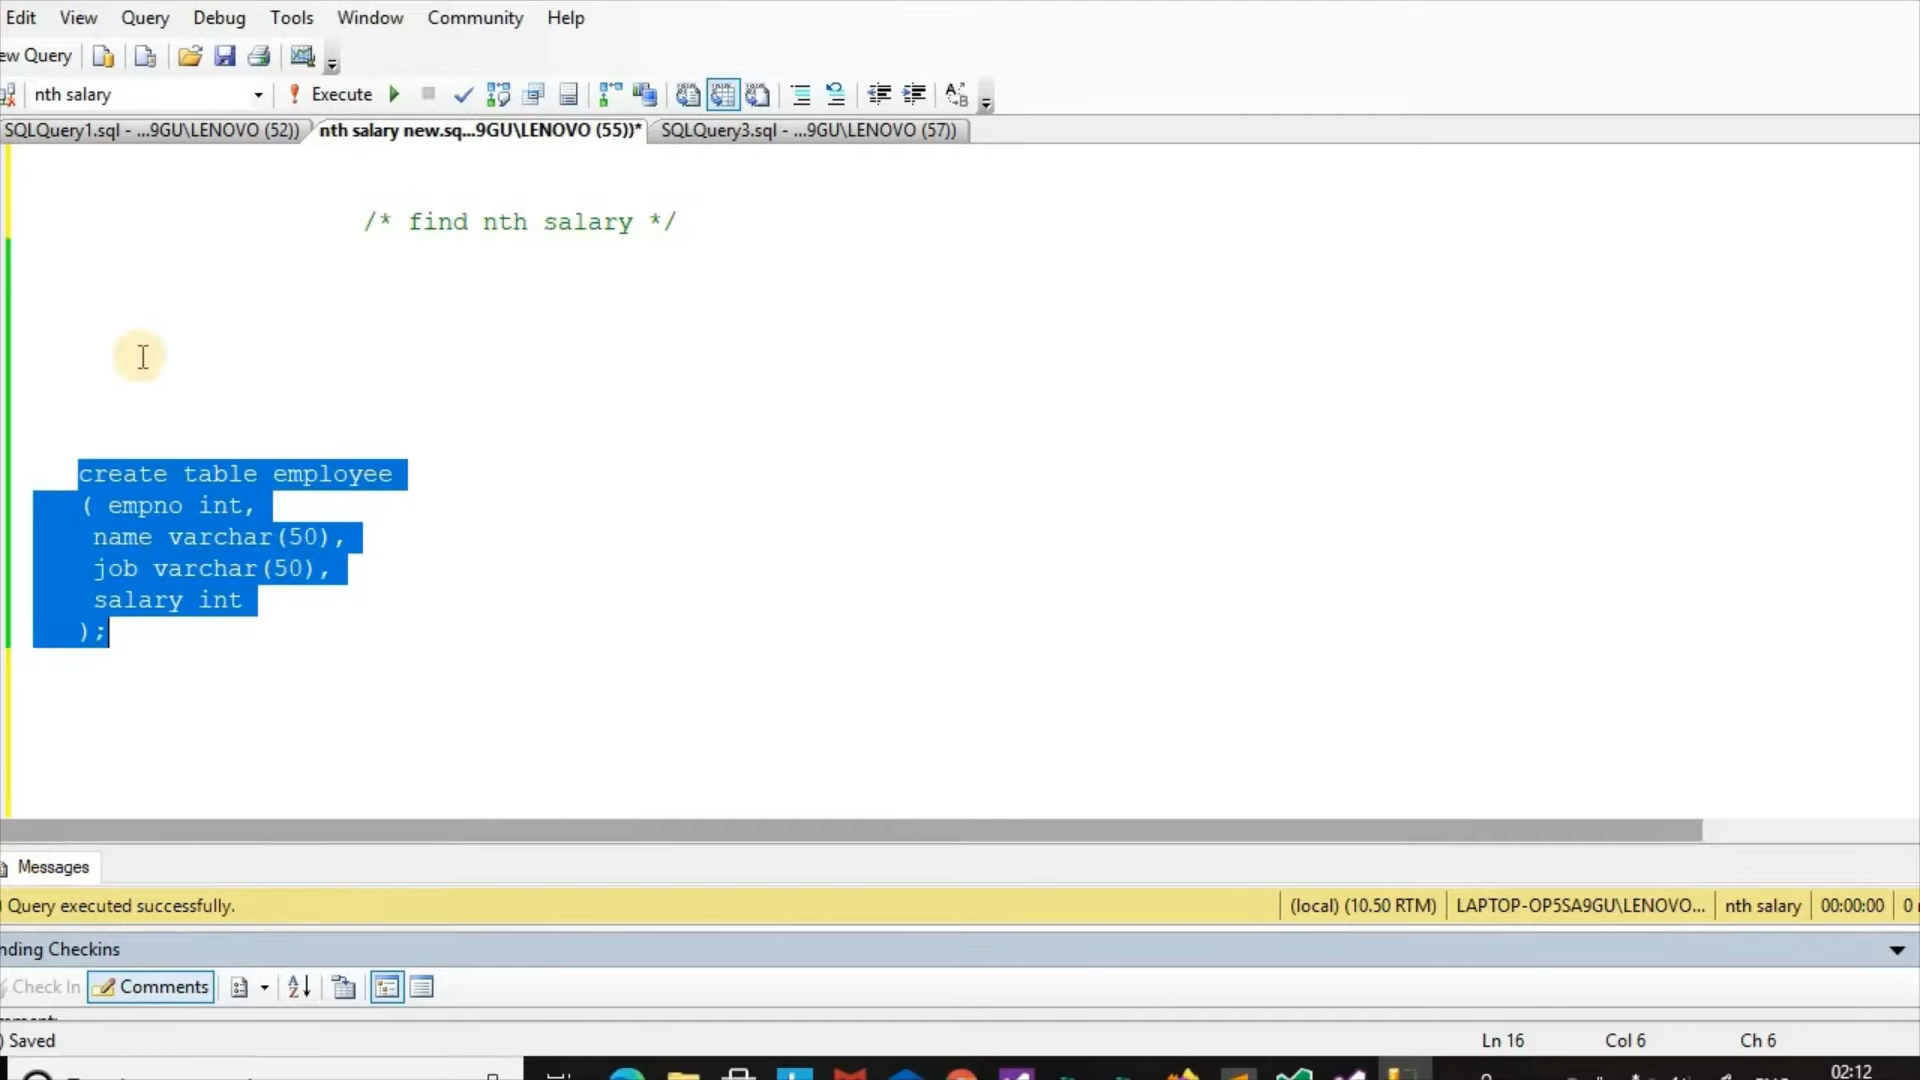 Edit View Query Debug Tools Window Community Help
ew Query
nth salary Execute
SQLQuery1.sql - ...9GU\LENOVO (52)) nth salary new.sq...9GU\LENOVO (55))* SQLQuery3.sql - ...9GU\LENOVO (57))
/* find nth salary */
create table employee
( empno int,
name varchar(50),
job varchar(50),
salary int
);
Messages
Query executed successfully. (local) (10.50 RTM) LAPTOP-OP5SA9GU\LENOVO... nth salary 00:00:00 0
nding Checkins
Check In Comments
Saved Ln 16 Col 6 Ch 6
02:12